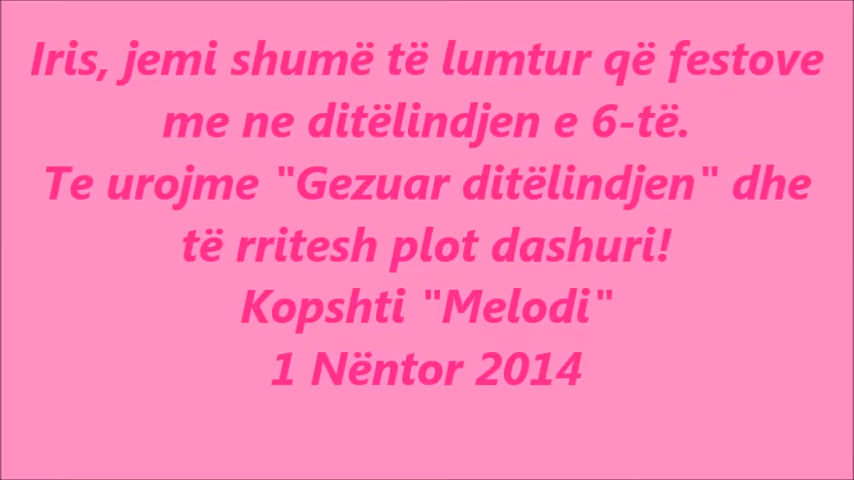 Iris, jemi shumë të lumtur që festove
me ne ditëlindjen e 6-të.
Te urojme "Gezuar ditëlindjen" dhe
të rritesh plot dashuri!
Kopshti "Melodi"
1 Nëntor 2014